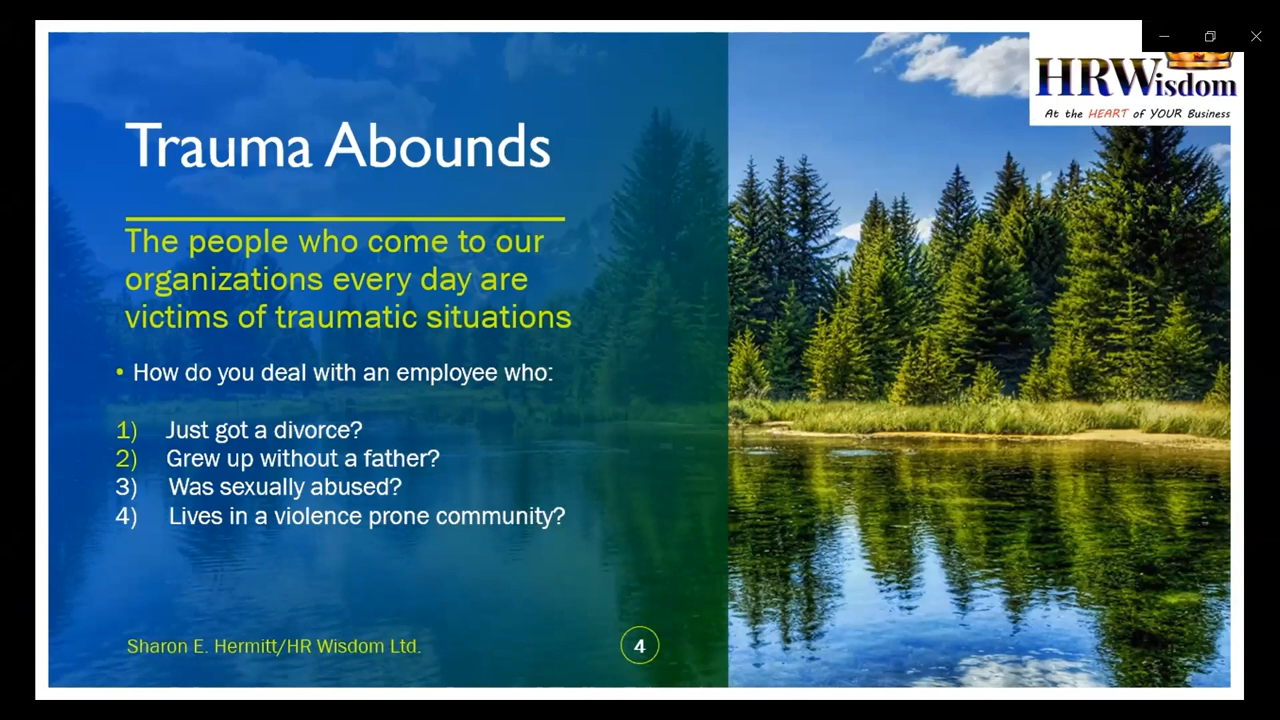 HRWisdom
At the HEART of YOUR Business
Trauma Abounds
The people who come to our
organizations every day are
victims of traumatic situations
• How do you deal with an employee who:
1) Just got a divorce?
2) Grew up without a father?
3) Was sexually abused?
4) Lives in a violence prone community?
Sharon E. Hermitt/HR Wisdom Ltd.
4